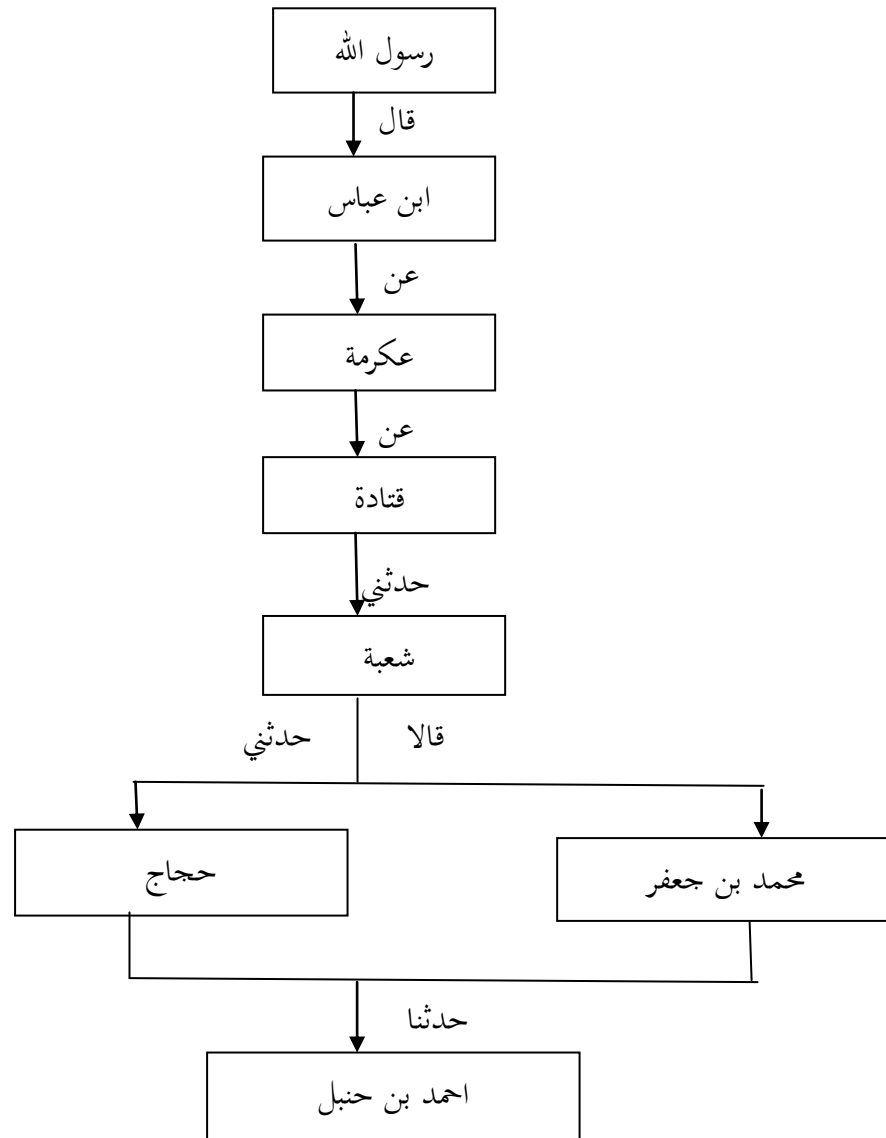 رسول الله
قال
ابن عباس
عن
عكرمة
عن
قتادة
حدثني
شعبة
قالا حدثني
محمد بن جعفر
حجاج
حدثنا
احمد بن حنبل